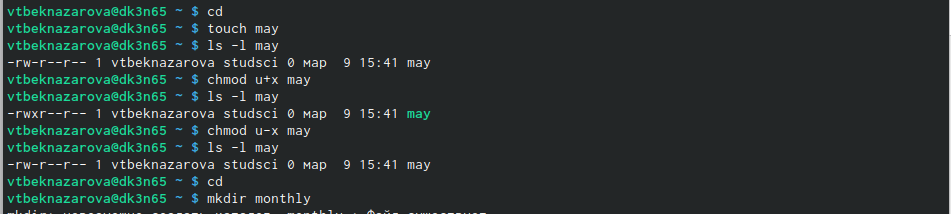 vtbeknazarova@dk3n65 ~ $ cd
vtbeknazarova@dk3n65 ~ $ touch may
vtbeknazarova@dk3n65 ~ $ ls -l may
-rw-r--r-- 1 vtbeknazarova studsci 0 мар  9 15:41 may
vtbeknazarova@dk3n65 ~ $ chmod u+x may
vtbeknazarova@dk3n65 ~ $ ls -l may
-rwxr--r-- 1 vtbeknazarova studsci 0 мар  9 15:41 may
vtbeknazarova@dk3n65 ~ $ chmod u-x may
vtbeknazarova@dk3n65 ~ $ ls -l may
-rw-r--r-- 1 vtbeknazarova studsci 0 мар  9 15:41 may
vtbeknazarova@dk3n65 ~ $ cd
vtbeknazarova@dk3n65 ~ $ mkdir monthly